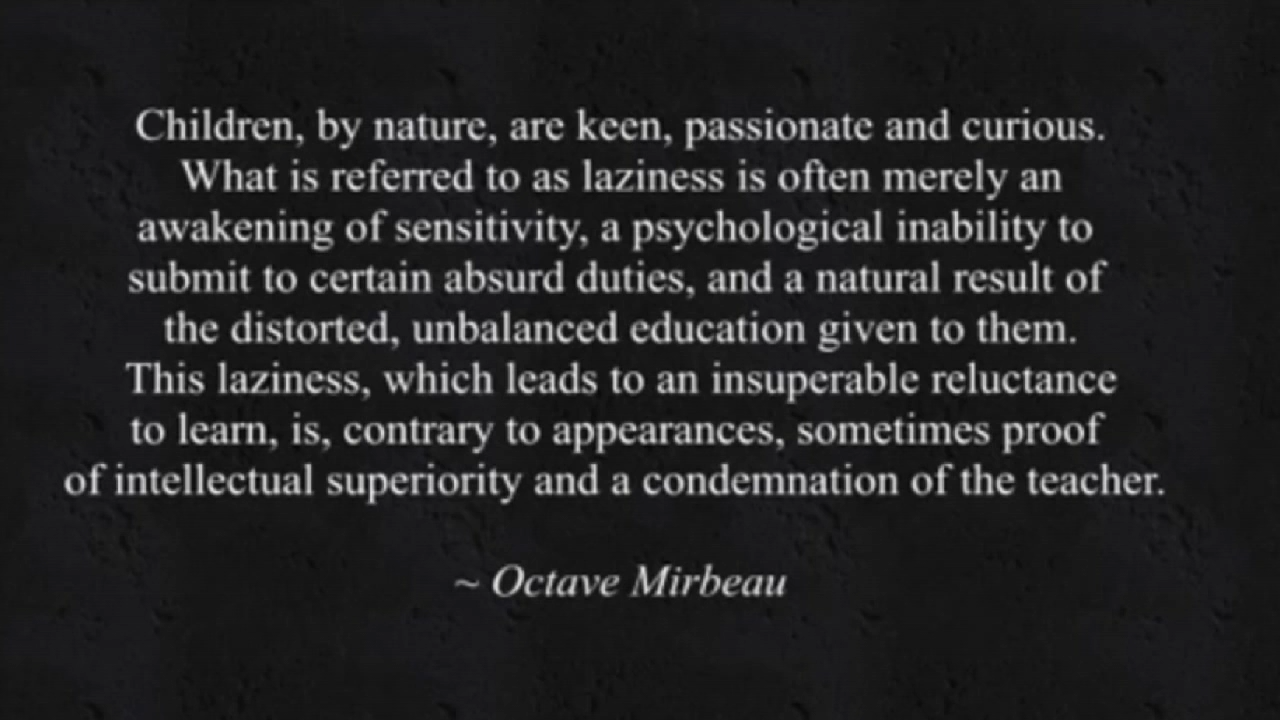 Children, by nature, are keen, passionate and curious.
What is referred to as laziness is often merely an
awakening of sensitivity, a psychological inability to
submit to certain absurd duties, and a natural result of
the distorted, unbalanced education given to them.
This laziness, which leads to an insuperable reluctance
to learn, is, contrary to appearances, sometimes proof
of intellectual superiority and a condemnation of the teacher.
~ Octave Mirbeau